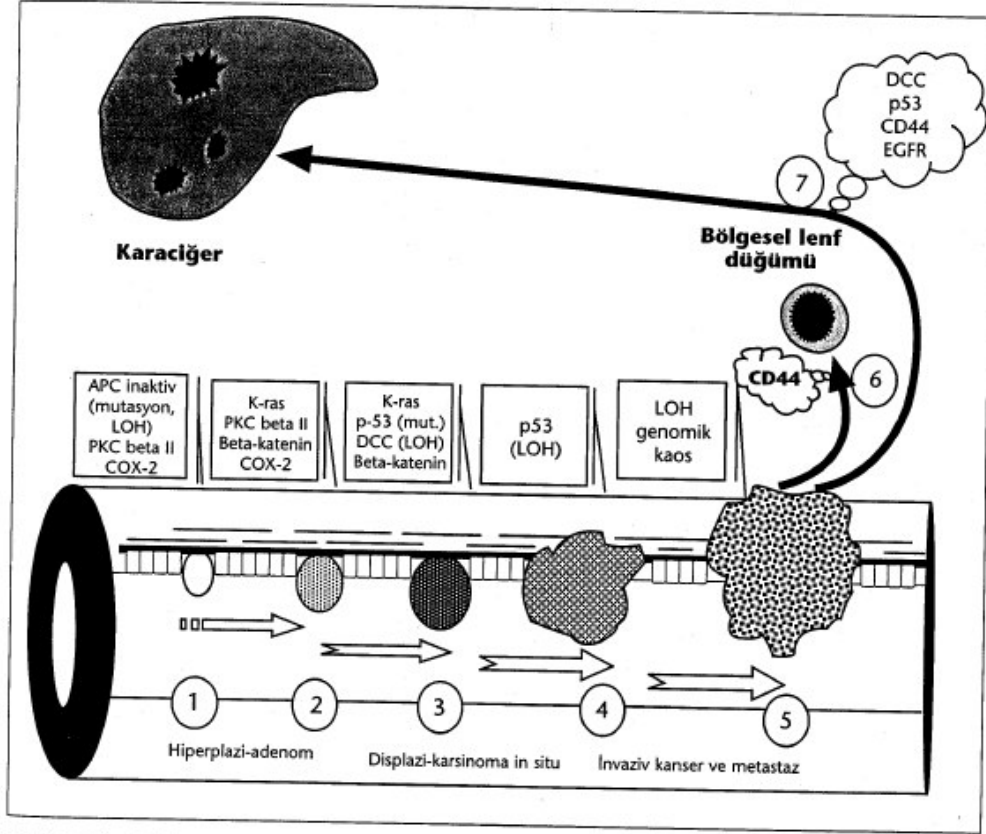 DCC
p53
CD44
EGFR
7
Karaciğer
Bölgesel lenf
düğümü
CD44
6
APC inaktiv
(mutasyon,
LOH)
PKC beta II
COX-2
K-ras
PKC beta II
Beta-katenin
COX-2
K-ras
p-53 (mut.)
DCC (LOH)
Beta-katenin
p53
(LOH)
LOH
genomik
kaos
1
2
3
4
5
Hiperplazi-adenom
Displazi-karsinoma in situ
İnvaziv kanser ve metastaz